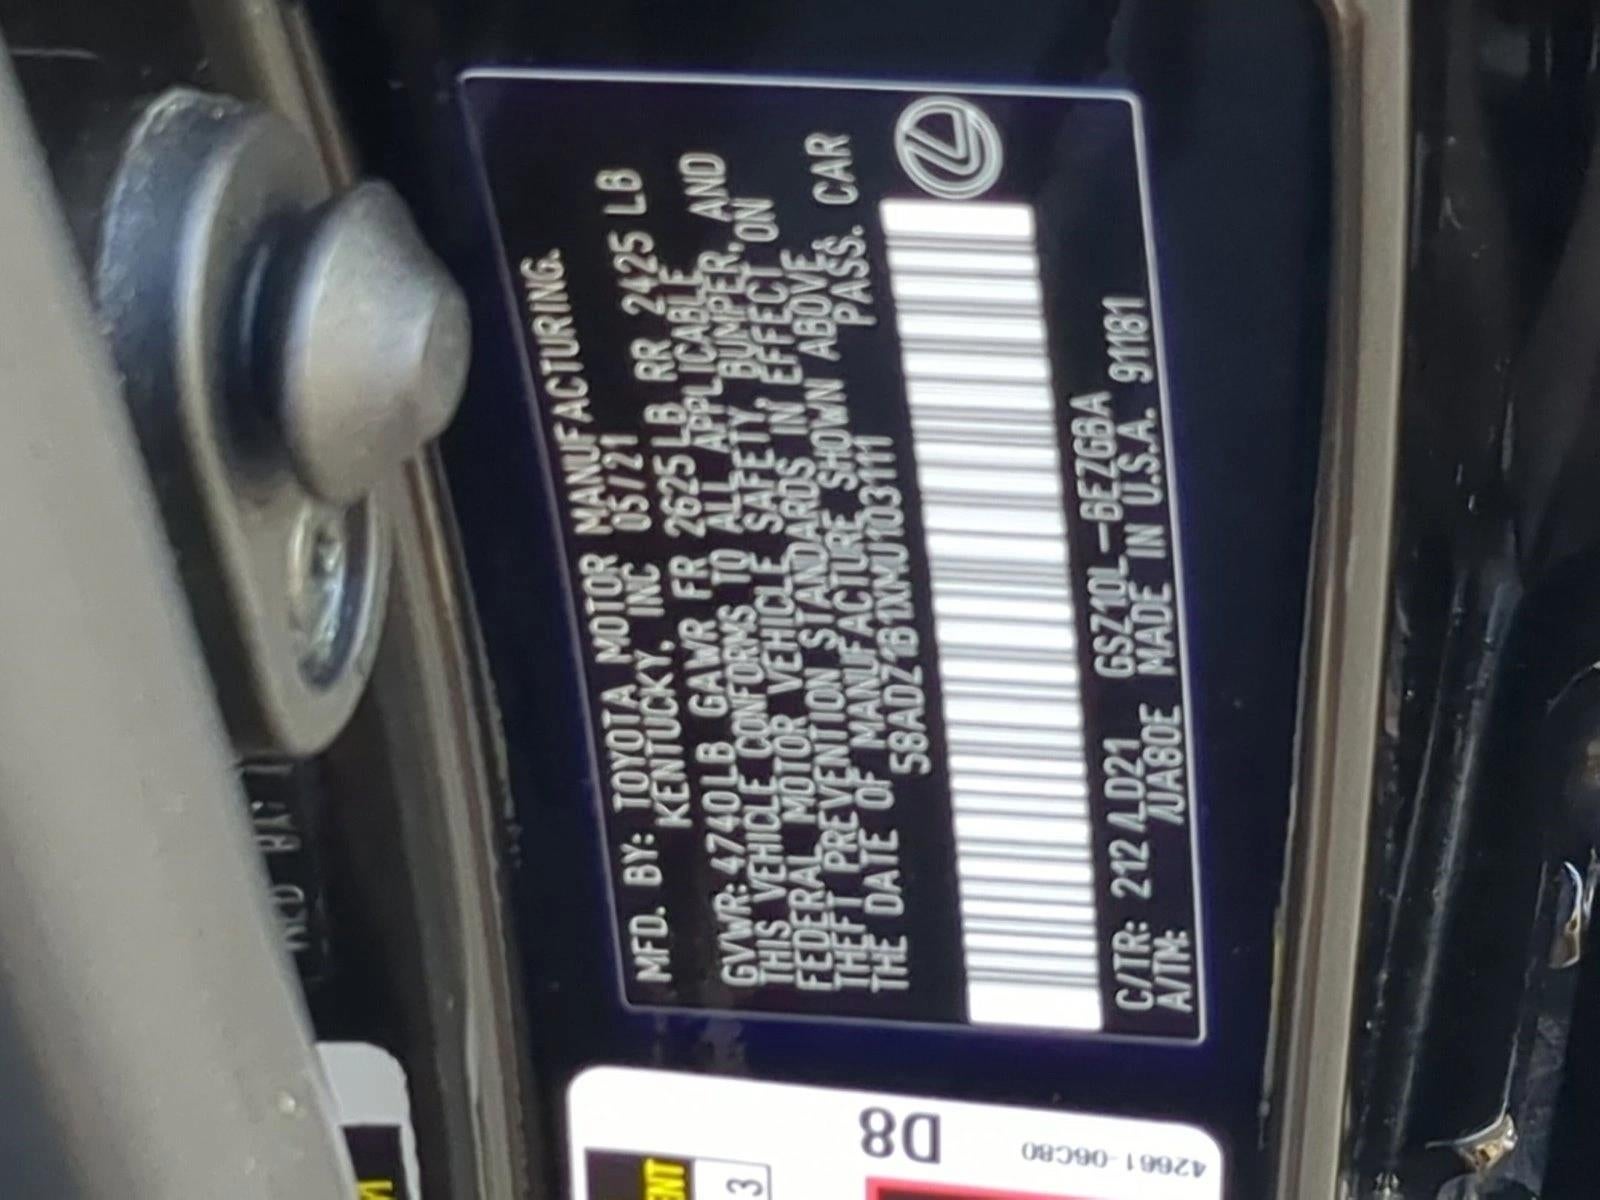 MFD. BY: TOYOTA MOTOR MANUFACTURING.
KENTUCKY, INC 05/21
GVWR: 4740LB GAWR FR 2625LB RR 2425 LB
THIS VEHICLE CONFORMS TO ALL APPLICABLE
FEDERAL MOTOR VEHICLE SAFETY, BUMPER, AND
THEFT PREVENTION STANDARDS IN EFFECT ON
THE DATE OF MANUFACTURE SHOWN ABOVE.
58ADZ1B1XMU103111 PASS. CAR
C/TR: 212 /LD21 GSZ10L-BEZGBA
A/TM: /UA80E MADE IN U.S.A. 91181
D8
42661-06C80
3